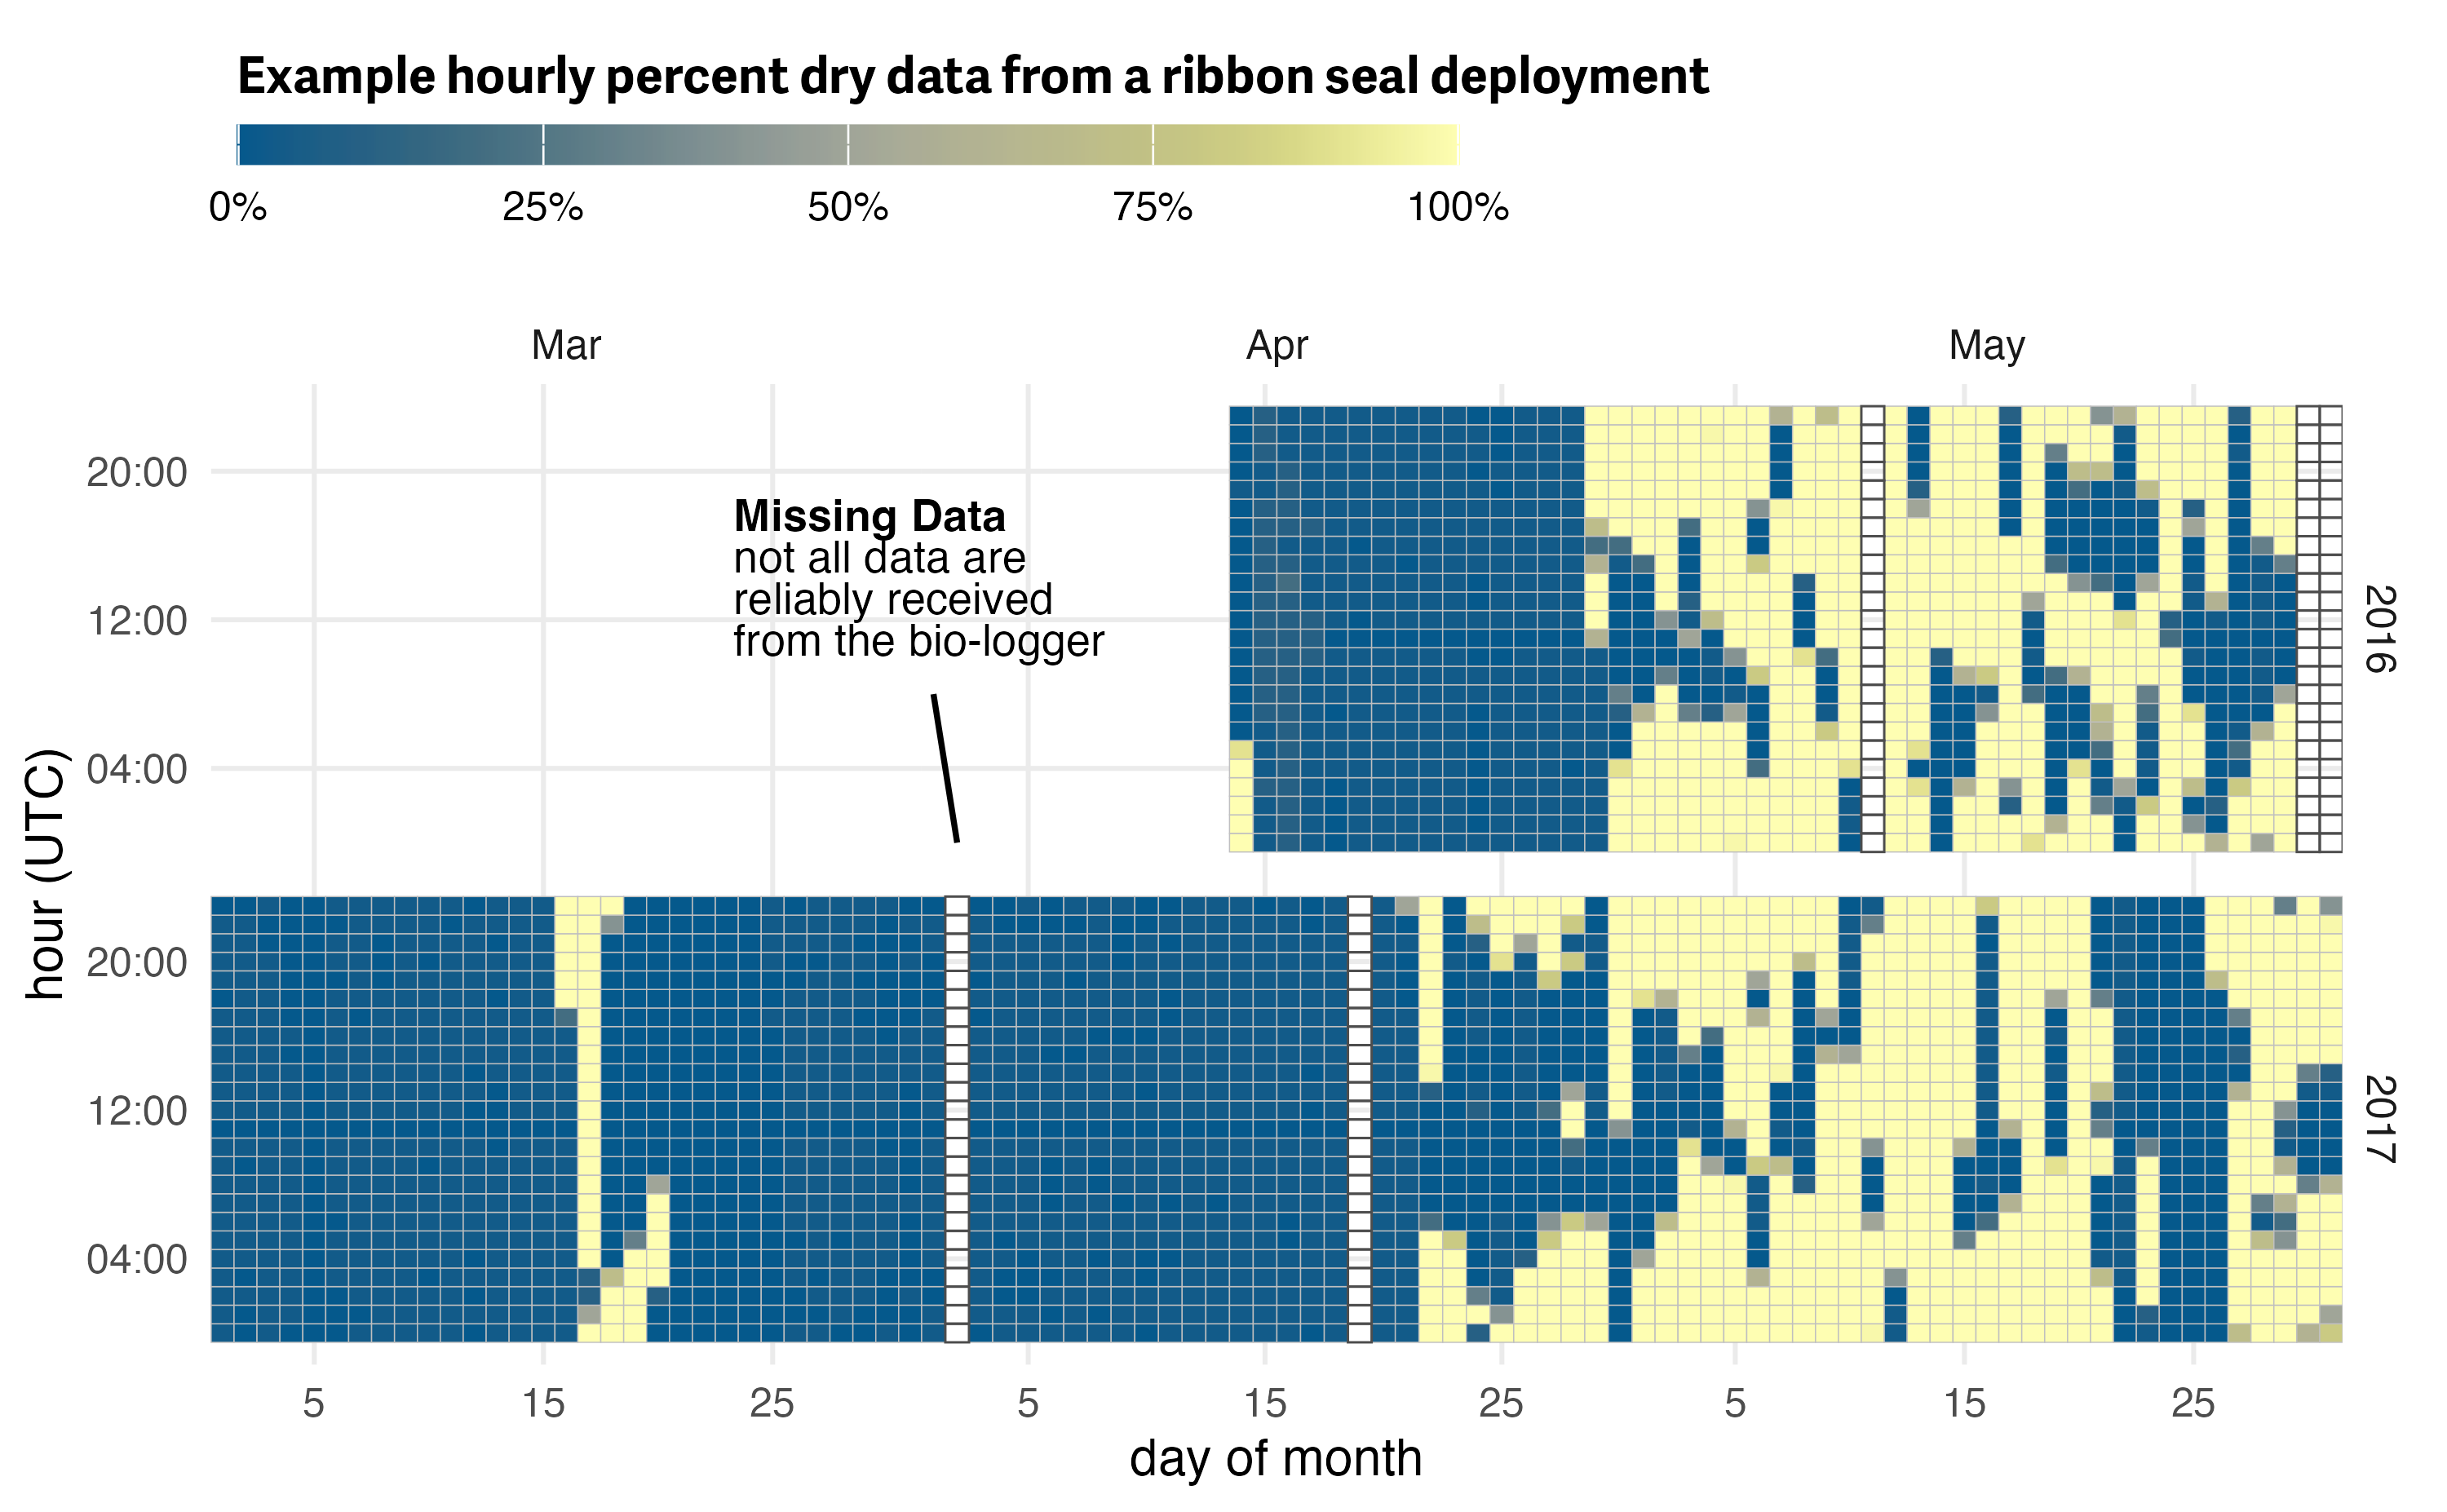 Example hourly percent dry data from a ribbon seal deployment
0% 25% 50% 75% 100%
Mar Apr May
20:00
12:00
04:00
Missing Data
not all data are
reliably received
from the bio-logger
2016
hour (UTC)
20:00
12:00
04:00
2017
5 15 25 5 15 25 5 15 25
day of month